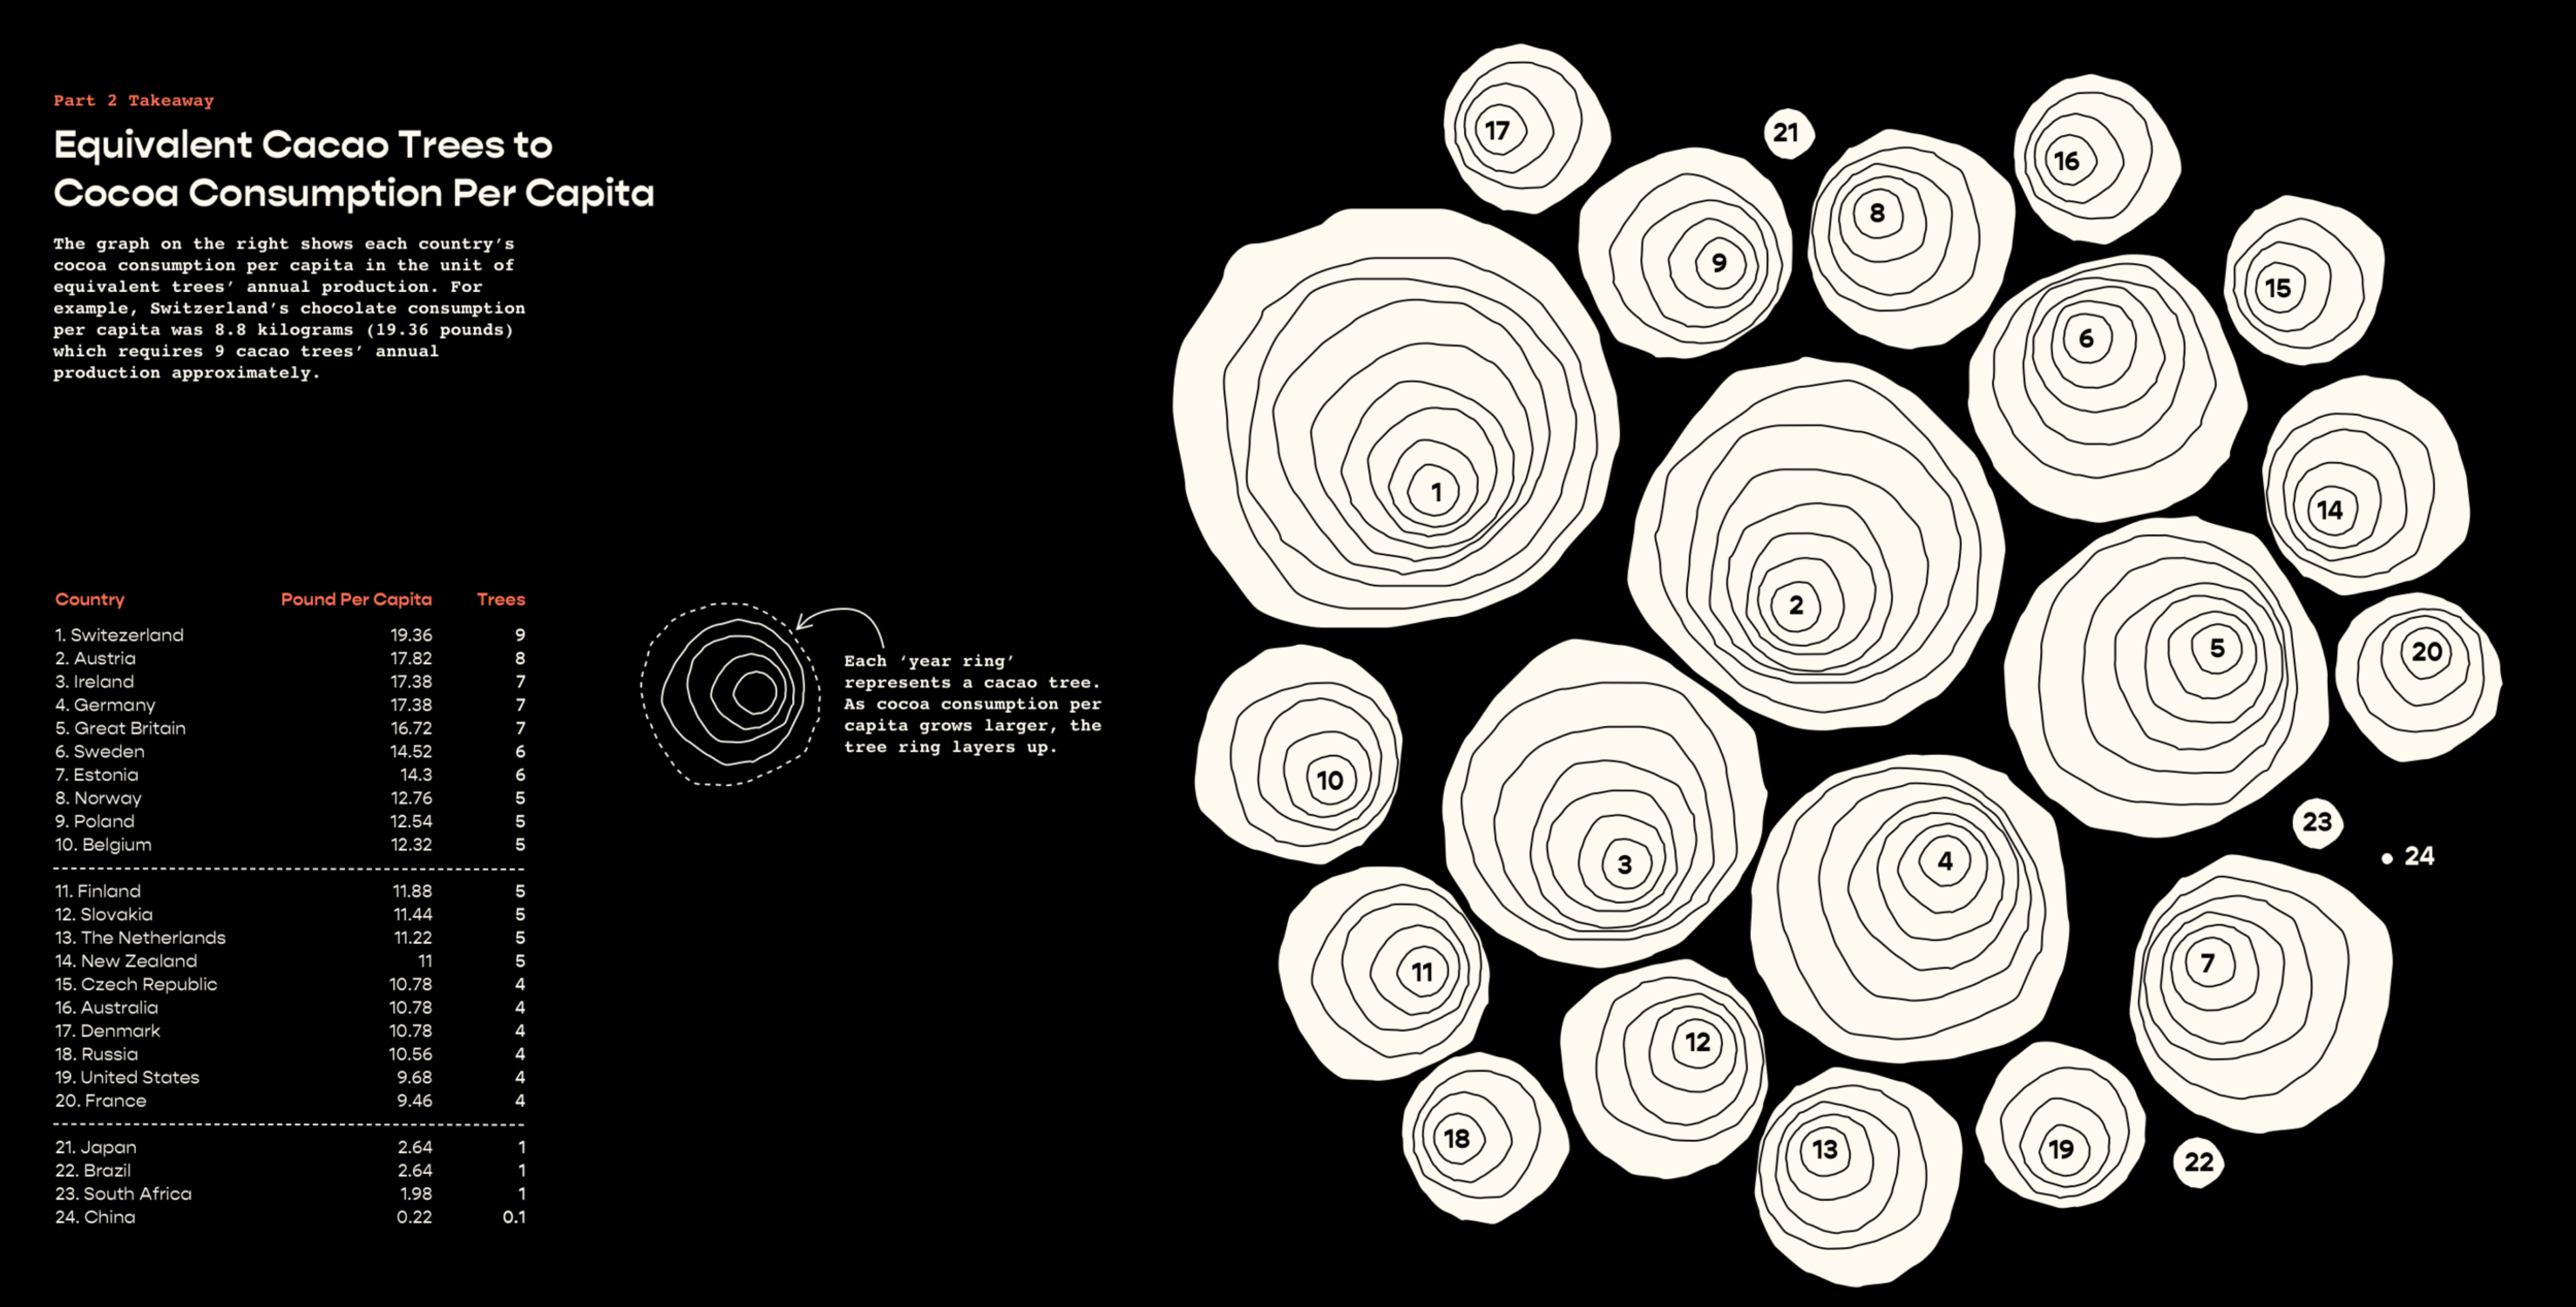 Part 2 Takeaway
Equivalent Cacao Trees to
Cocoa Consumption Per Capita
The graph on the right shows each country’s
cocoa consumption per capita in the unit of
equivalent trees’ annual production. For
example, Switzerland’s chocolate consumption
per capita was 8.8 kilograms (19.36 pounds)
which requires 9 cacao trees’ annual
production approximately.
Country Pound Per Capita Trees
1. Switezerland 19.36 9
2. Austria 17.82 8
3. Ireland 17.38 7
4. Germany 17.38 7
5. Great Britain 16.72 7
6. Sweden 14.52 6
7. Estonia 14.3 6
8. Norway 12.76 5
9. Poland 12.54 5
10. Belgium 12.32 5
11. Finland 11.88 5
12. Slovakia 11.44 5
13. The Netherlands 11.22 5
14. New Zealand 11 5
15. Czech Republic 10.78 4
16. Australia 10.78 4
17. Denmark 10.78 4
18. Russia 10.56 4
19. United States 9.68 4
20. France 9.46 4
21. Japan 2.64 1
22. Brazil 2.64 1
23. South Africa 1.98 1
24. China 0.22 0.1
Each ‘year ring’
represents a cacao tree.
As cocoa consumption per
capita grows larger, the
tree ring layers up.
17
21
16
8
9
15
6
1
14
2
5
20
10
23
24
4
3
7
11
12
18
13
19
22